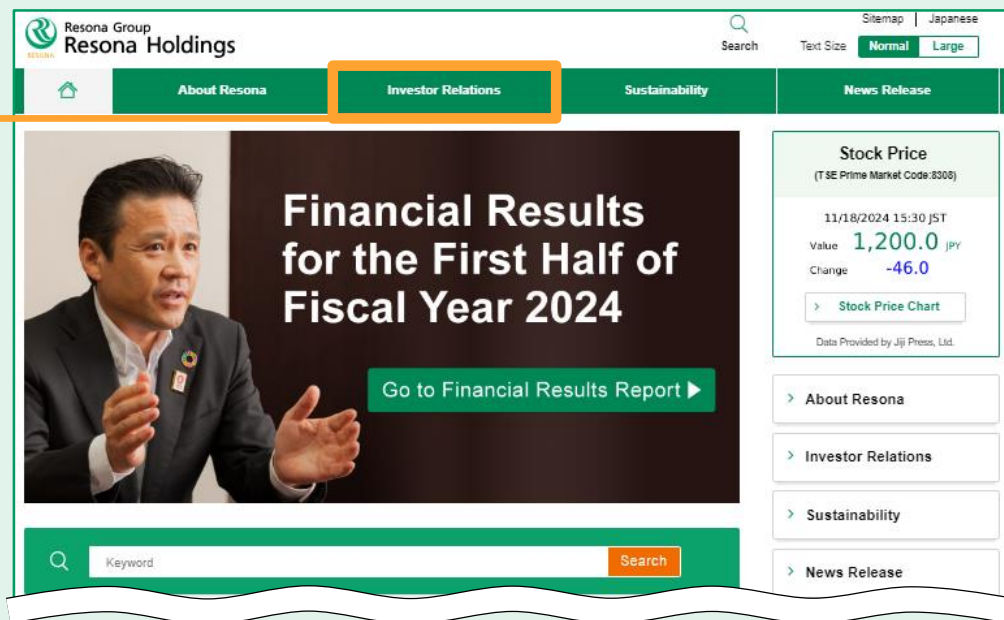 Resona Group
Resona Holdings
RESONA
Search
Sitemap | Japanese
Text Size Normal Large
About Resona
Investor Relations
Sustainability
News Release
Financial Results
for the First Half of
Fiscal Year 2024
Go to Financial Results Report
Stock Price
(TSE Prime Market Code:8308)
11/18/2024 15:30 JST
Value 1,200.0 JPY
Change -46.0
Stock Price Chart
Data Provided by Jiji Press, Ltd.
About Resona
Investor Relations
Sustainability
News Release
Keyword
Search